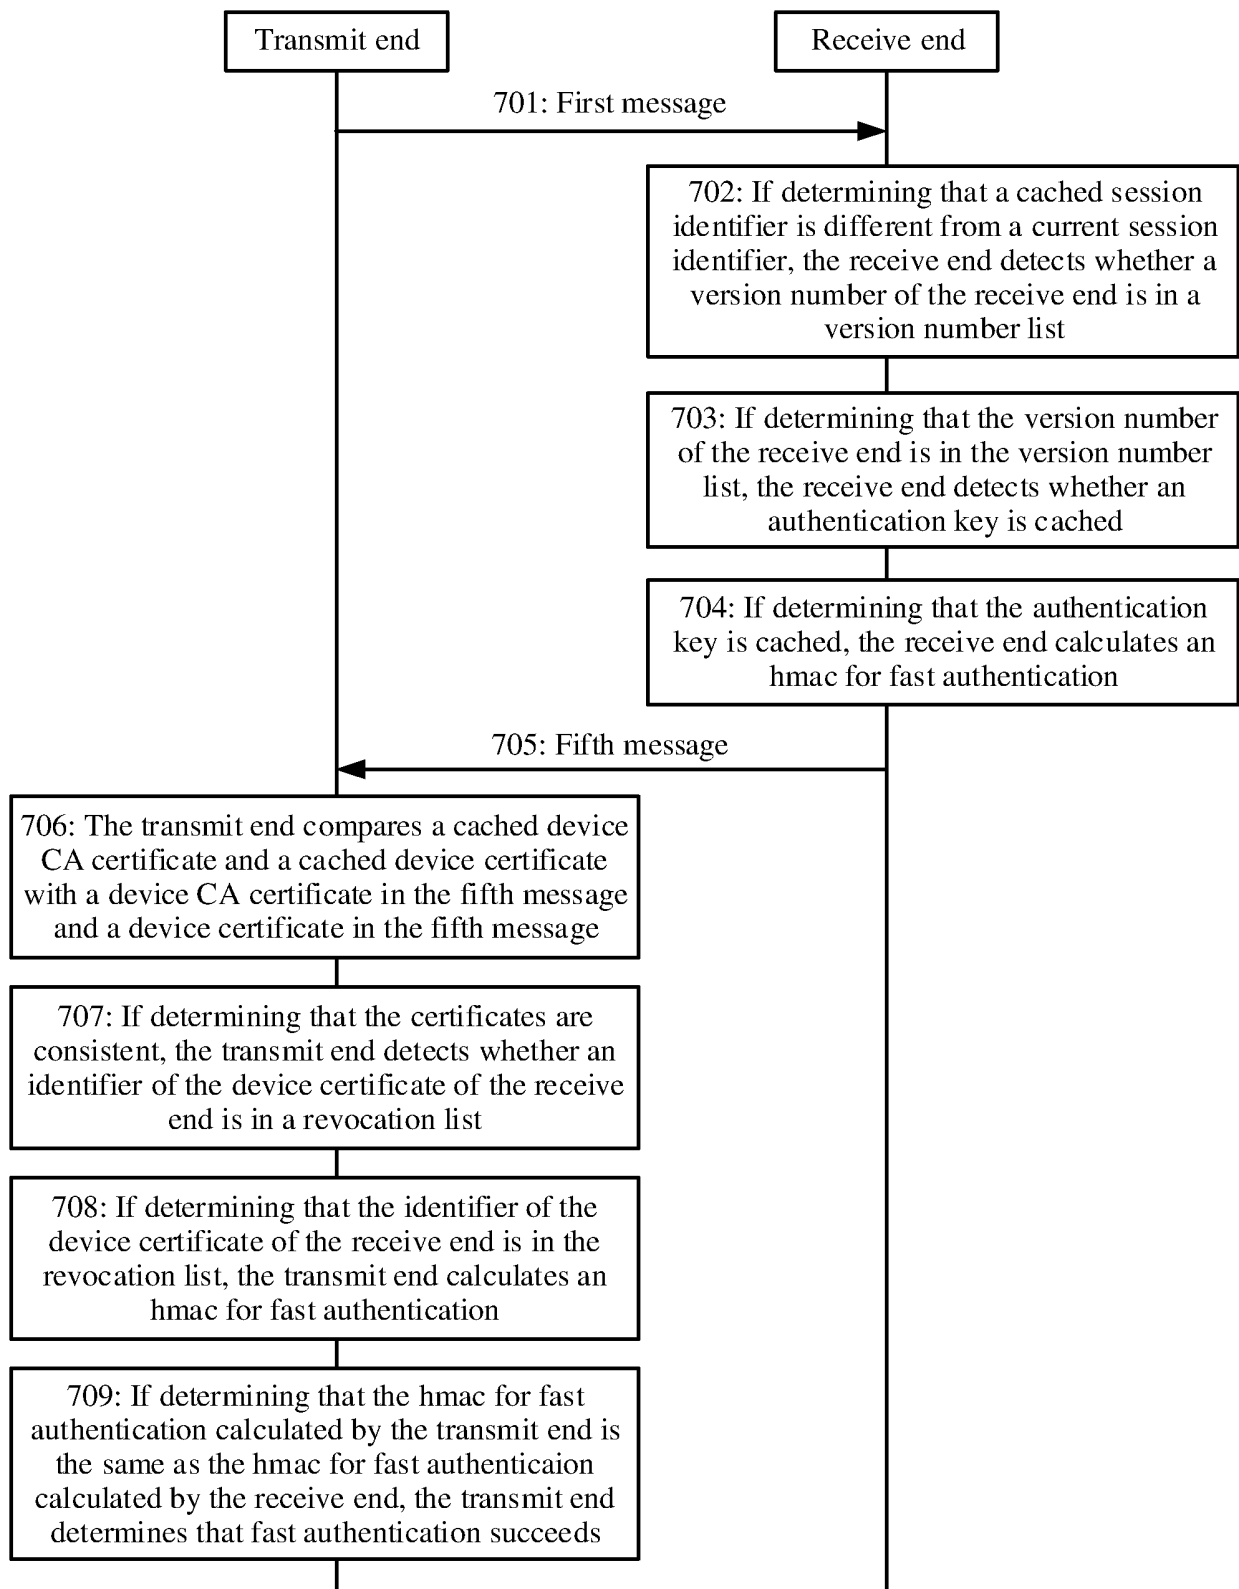 Transmit end
Receive end
701: First message
702: If determining that a cached session
identifier is different from a current session
identifier, the receive end detects whether a
version number of the receive end is in a
version number list
703: If determining that the version number
of the receive end is in the version number
list, the receive end detects whether an
authentication key is cached
704: If determining that the authentication
key is cached, the receive end calculates an
hmac for fast authentication
705: Fifth message
706: The transmit end compares a cached device
CA certificate and a cached device certificate
with a device CA certificate in the fifth message
and a device certificate in the fifth message
707: If determining that the certificates are
consistent, the transmit end detects whether an
identifier of the device certificate of the receive
end is in a revocation list
708: If determining that the identifier of the
device certificate of the receive end is in the
revocation list, the transmit end calculates an
hmac for fast authentication
709: If determining that the hmac for fast
authentication calculated by the transmit end is
the same as the hmac for fast authenticaion
calculated by the receive end, the transmit end
determines that fast authentication succeeds